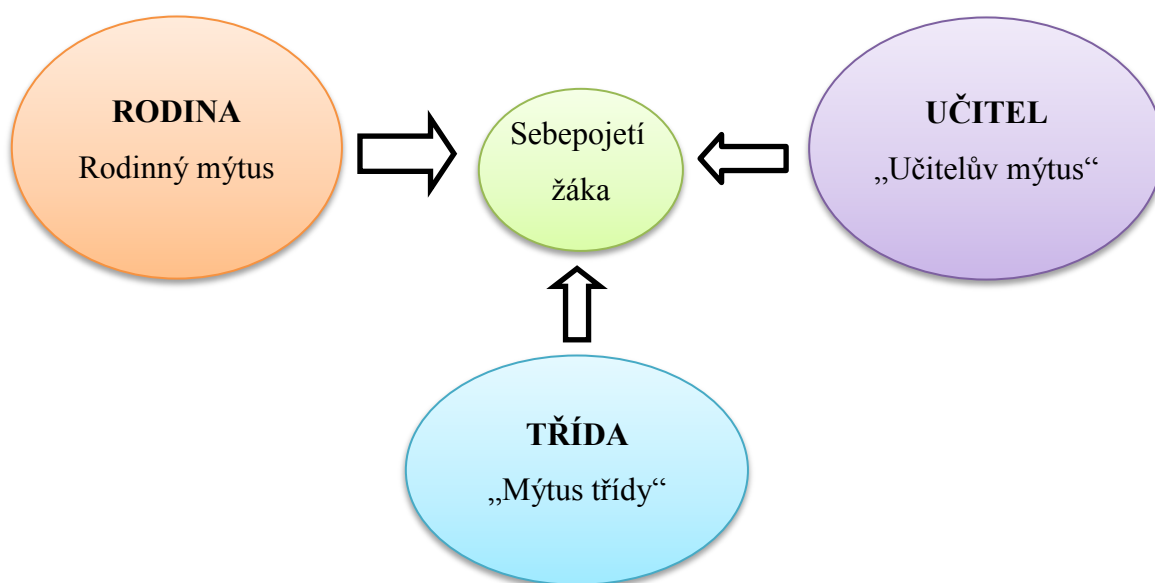 RODINA
Rodinný mýtus
Sebepojetí
žáka
UČITEL
„Učitelův mýtus“
TŘÍDA
„Mýtus třídy“